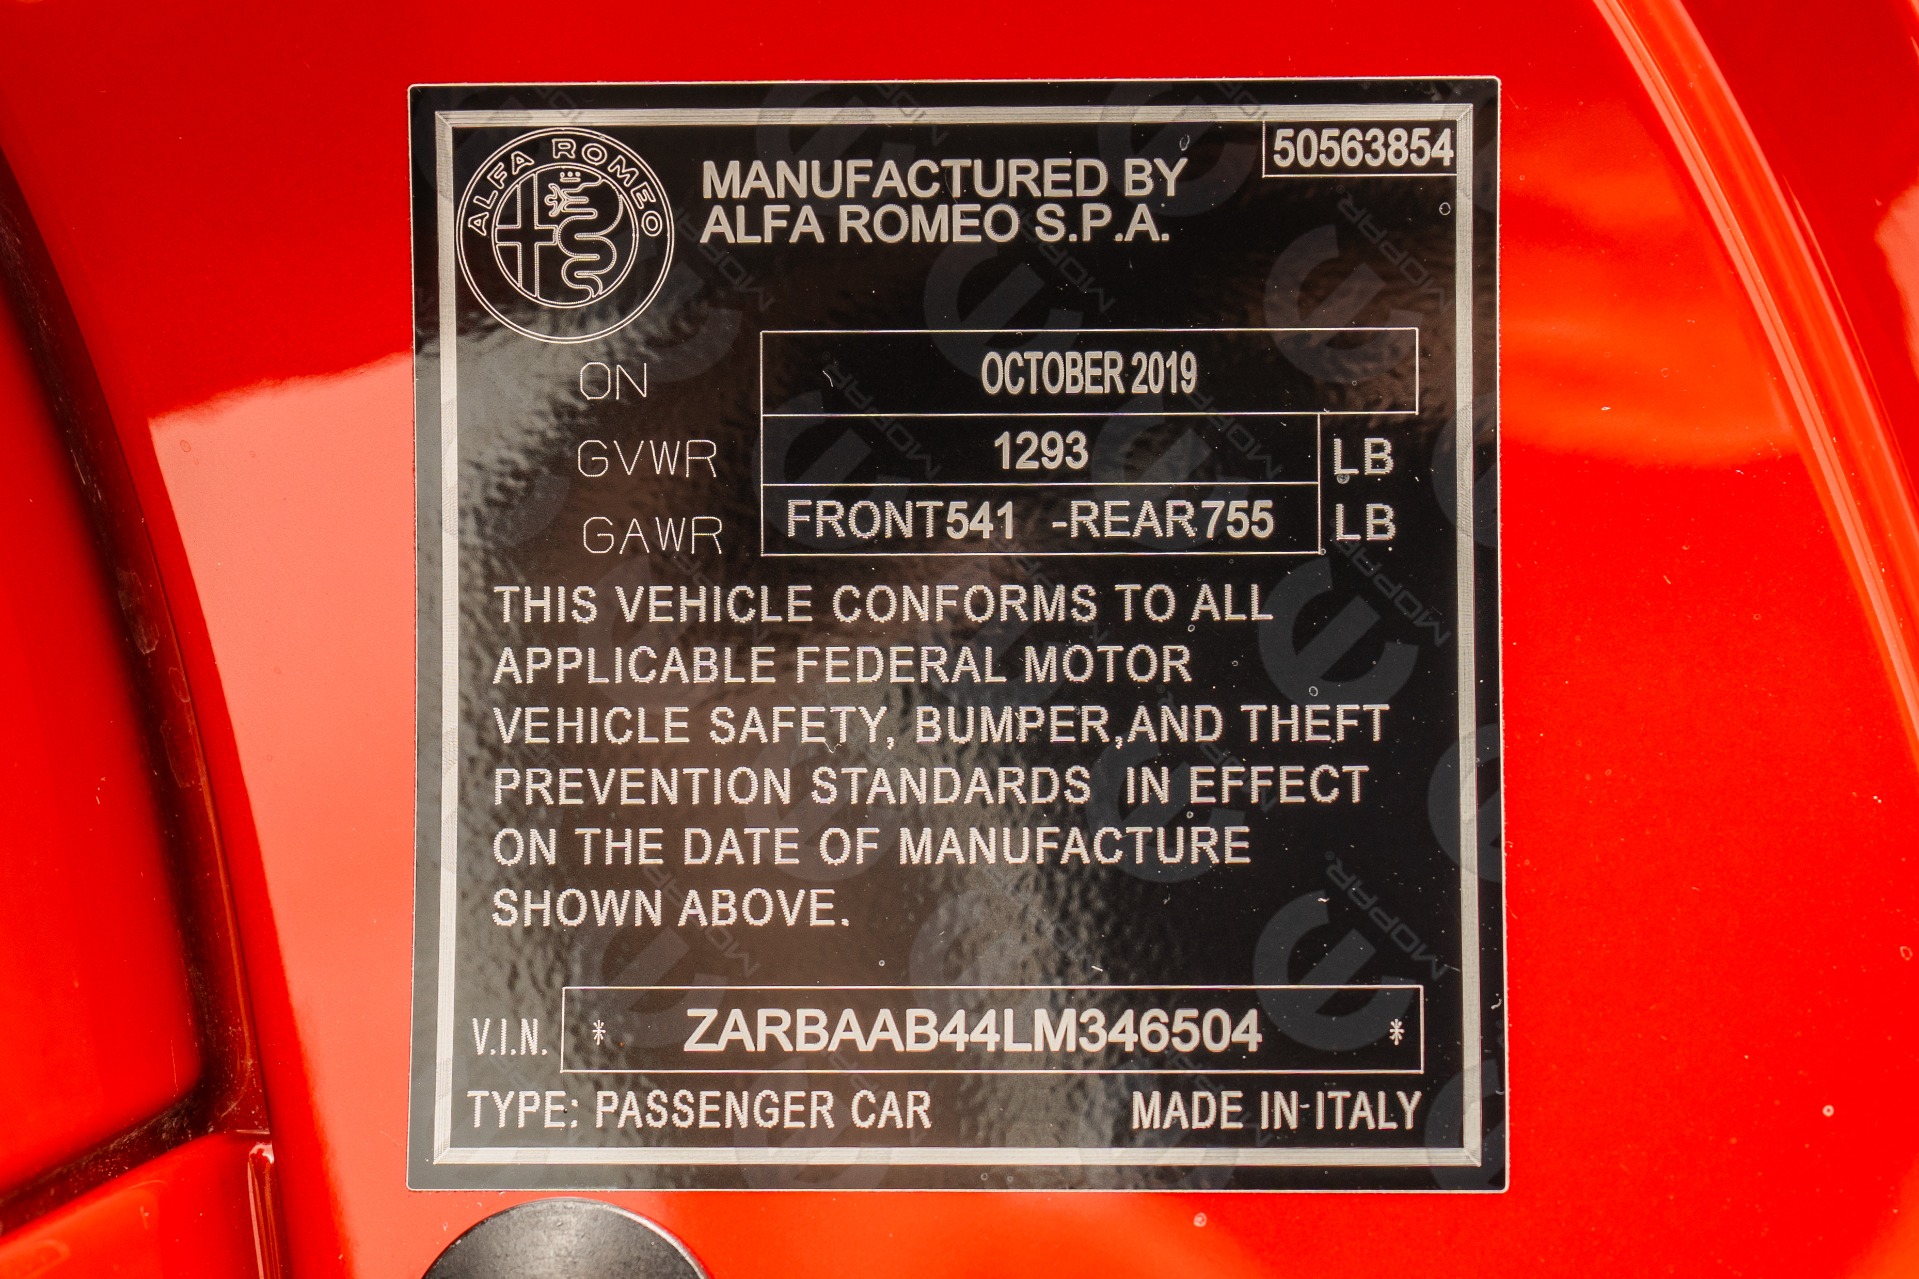 ALFA ROMEO
MANUFACTURED BY
ALFA ROMEO S.P.A.
50563854
ON OCTOBER 2019
GVWR 1293 LB
GAWR FRONT541 -REAR755 LB
THIS VEHICLE CONFORMS TO ALL
APPLICABLE FEDERAL MOTOR
VEHICLE SAFETY, BUMPER,AND THEFT
PREVENTION STANDARDS IN EFFECT
ON THE DATE OF MANUFACTURE
SHOWN ABOVE.
V.I.N. * ZARBAAB44LM346504 *
TYPE: PASSENGER CAR MADE IN ITALY
MOPAR